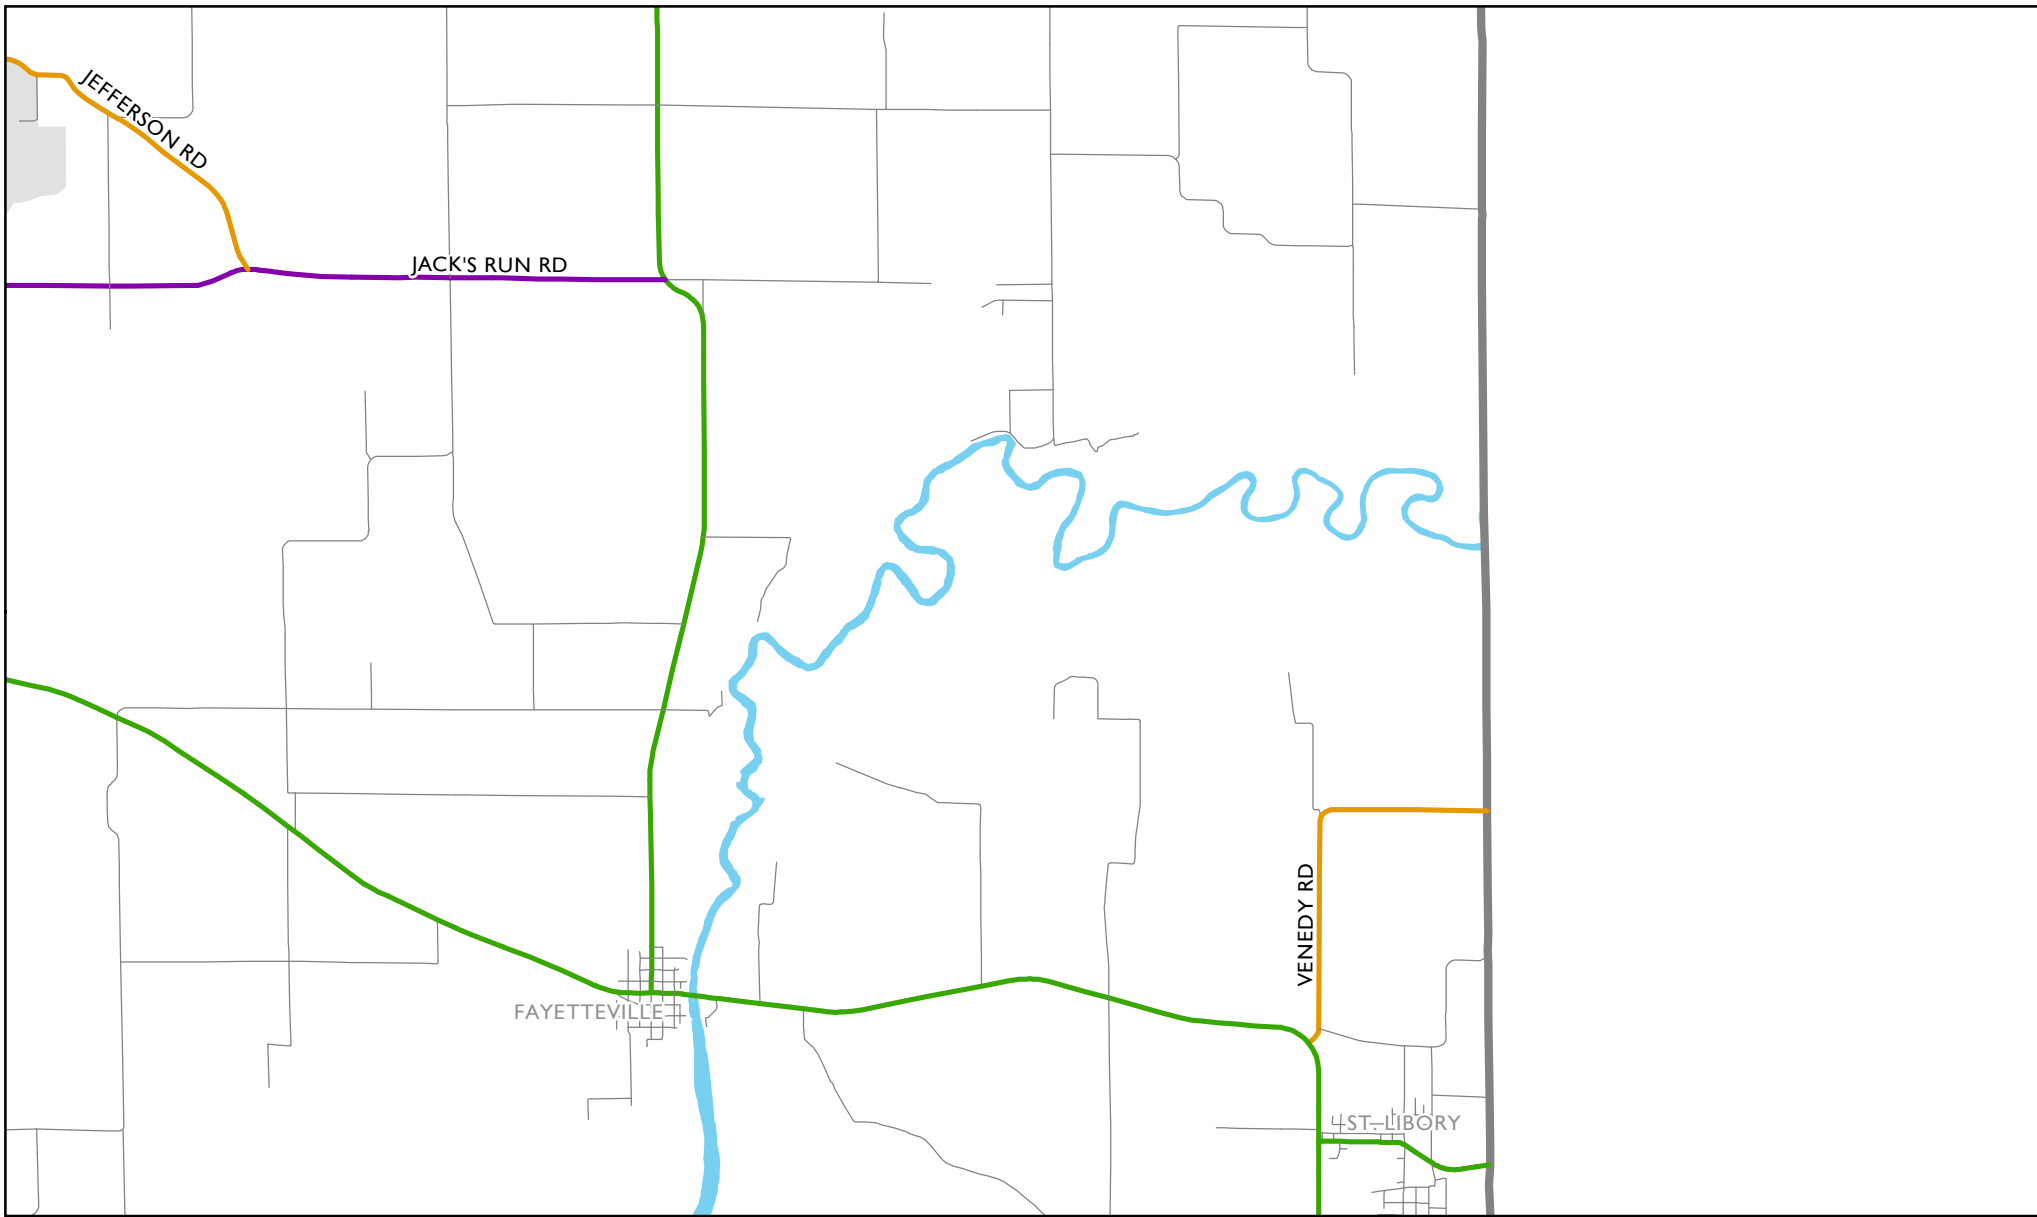 JEFFERSON RD
JACK'S RUN RD
VENEDY RD
FAYETTEVILLE
ST. LIBORY